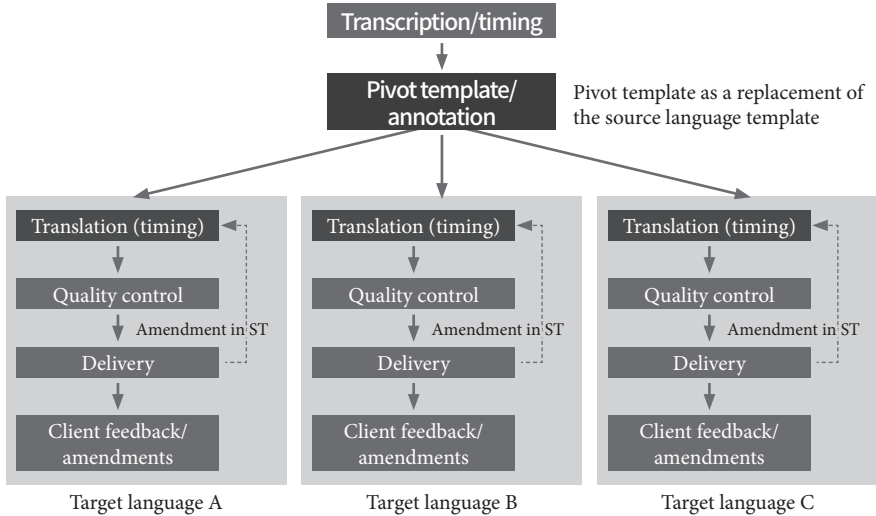 Transcription/timing
Pivot template/
annotation
Pivot template as a replacement of
the source language template
Translation (timing)
Quality control
Amendment in ST
Delivery
Client feedback/
amendments
Target language A
Translation (timing)
Quality control
Amendment in ST
Delivery
Client feedback/
amendments
Target language B
Translation (timing)
Quality control
Amendment in ST
Delivery
Client feedback/
amendments
Target language C